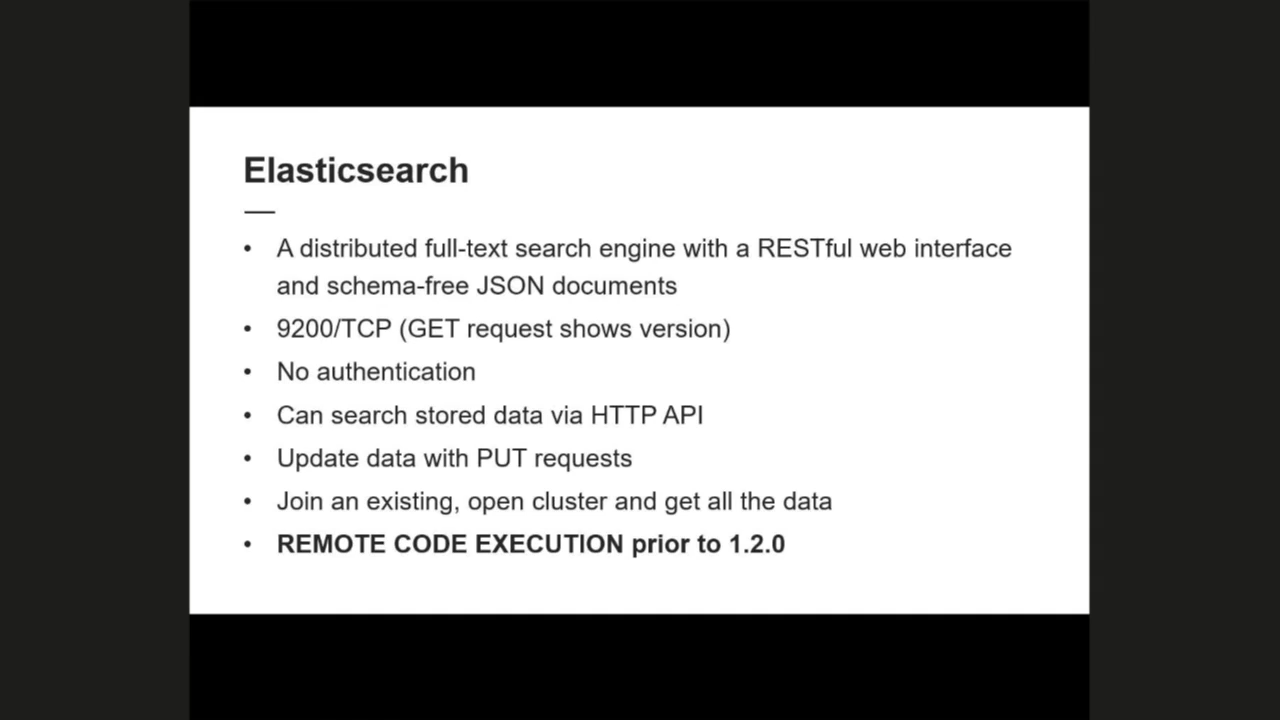 Elasticsearch
• A distributed full-text search engine with a RESTful web interface
and schema-free JSON documents
• 9200/TCP (GET request shows version)
• No authentication
• Can search stored data via HTTP API
• Update data with PUT requests
• Join an existing, open cluster and get all the data
• REMOTE CODE EXECUTION prior to 1.2.0